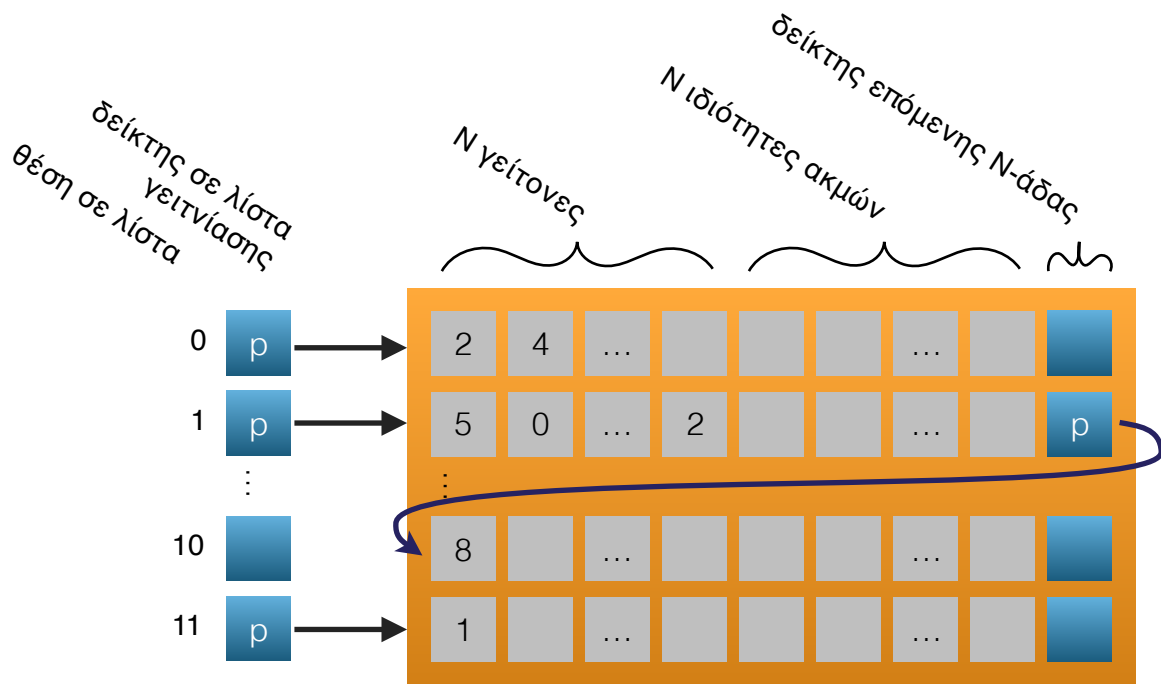 δείκτης επόμενης Ν-άδας
Ν ιδιότητες ακμών
Ν γείτονες
δείκτης σε λίστα
γειτνίασης
θέση σε λίστα
0 p 2 4 ... ...
1 p 5 0 ... 2 ... p
... ...
10 8 ... ...
11 p 1 ... ...